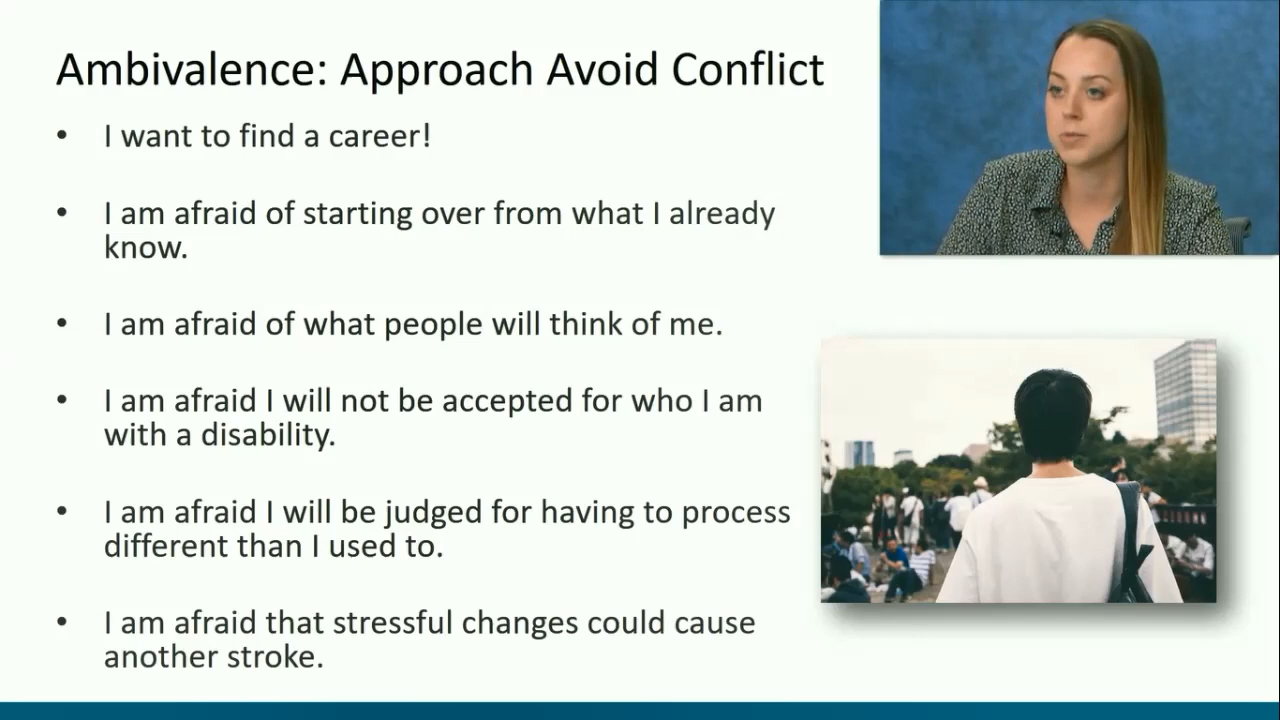 Ambivalence: Approach Avoid Conflict
• I want to find a career!
• I am afraid of starting over from what I already
know.
• I am afraid of what people will think of me.
• I am afraid I will not be accepted for who I am
with a disability.
• I am afraid I will be judged for having to process
different than I used to.
• I am afraid that stressful changes could cause
another stroke.